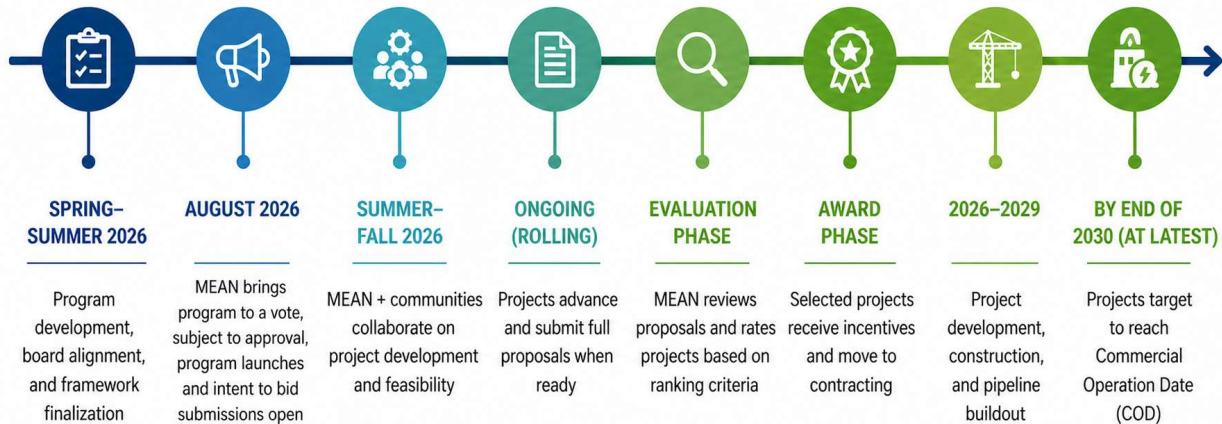 SPRING–
SUMMER 2026
Program
development,
board alignment,
and framework
finalization
AUGUST 2026
MEAN brings
program to a vote,
subject to approval,
program launches
and intent to bid
submissions open
SUMMER–
FALL 2026
MEAN + communities
collaborate on
project development
and feasibility
ONGOING
(ROLLING)
Projects advance
and submit full
proposals when
ready
EVALUATION
PHASE
MEAN reviews
proposals and rates
projects based on
ranking criteria
AWARD
PHASE
Selected projects
receive incentives
and move to
contracting
2026–2029
Project
development,
construction,
and pipeline
buildout
BY END OF
2030 (AT LATEST)
Projects target
to reach
Commercial
Operation Date
(COD)